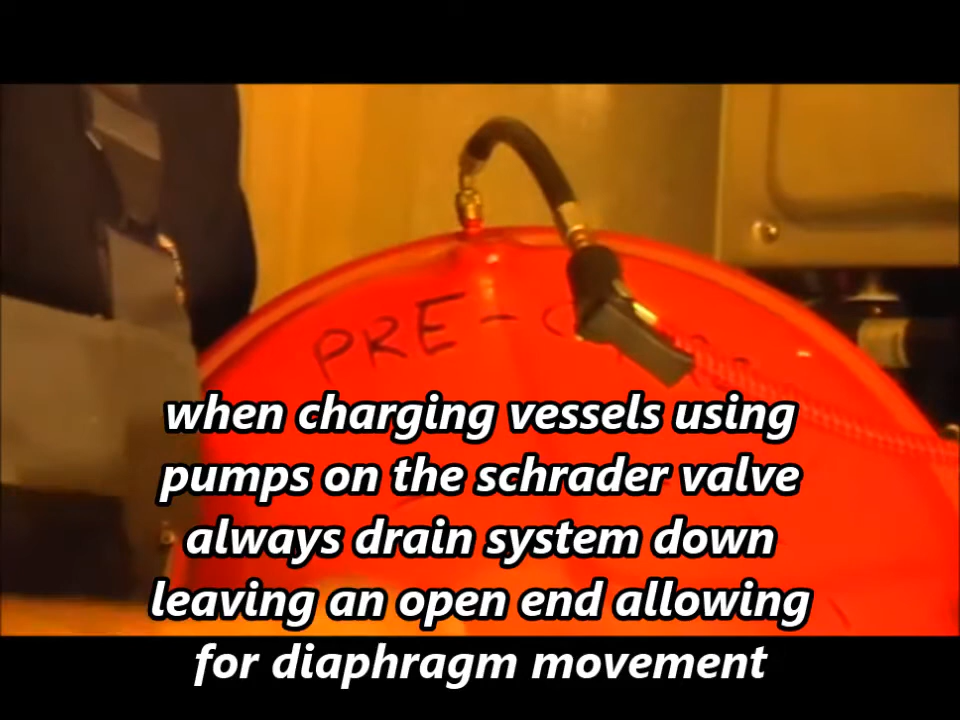 PRE-
when charging vessels using
pumps on the schrader valve
always drain system down
leaving an open end allowing
for diaphragm movement